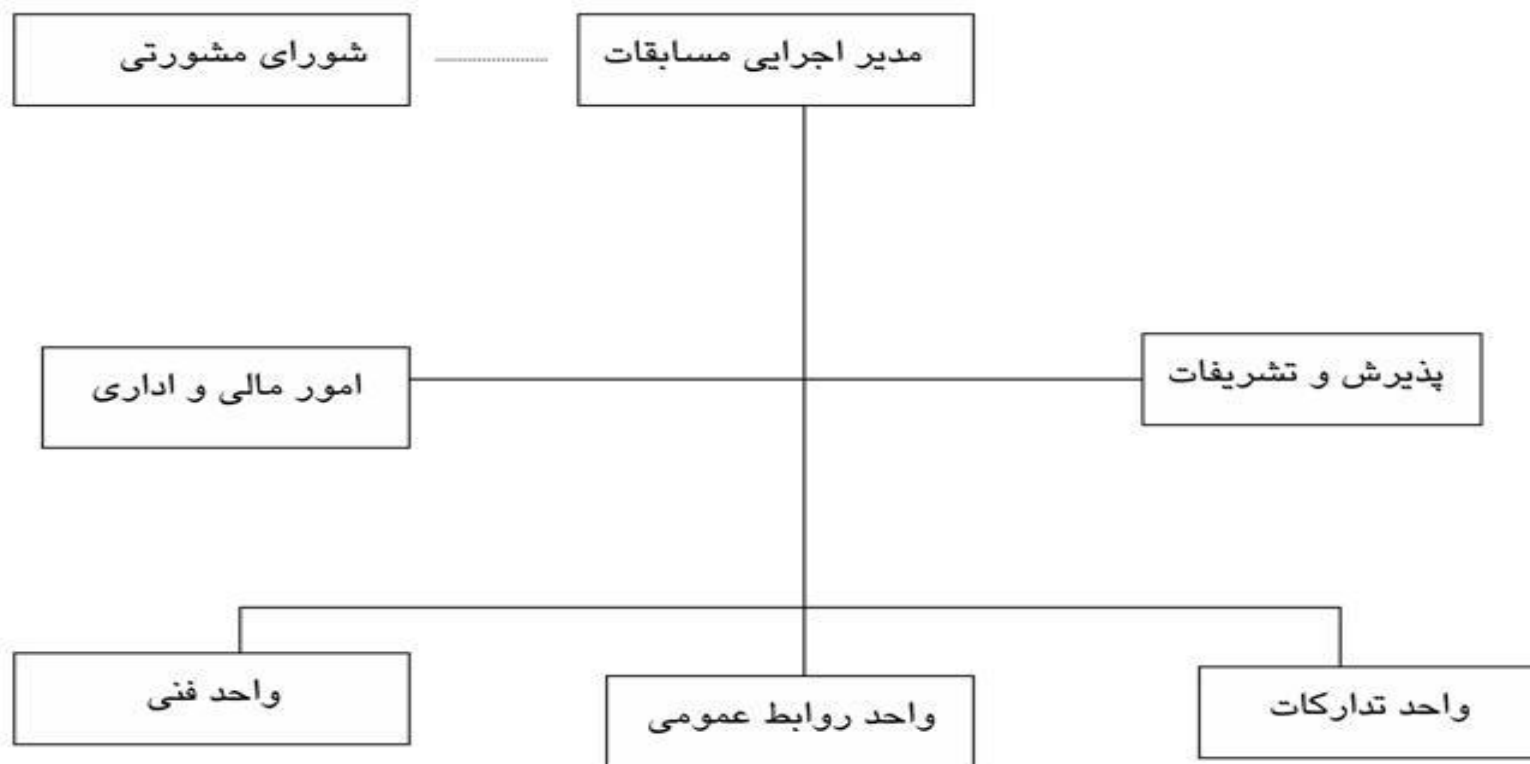 مدیر اجرایی مسابقات
شورای مشورتی
پذیرش و تشریفات
امور مالی و اداری
واحد تدارکات
واحد روابط عمومی
واحد فنی